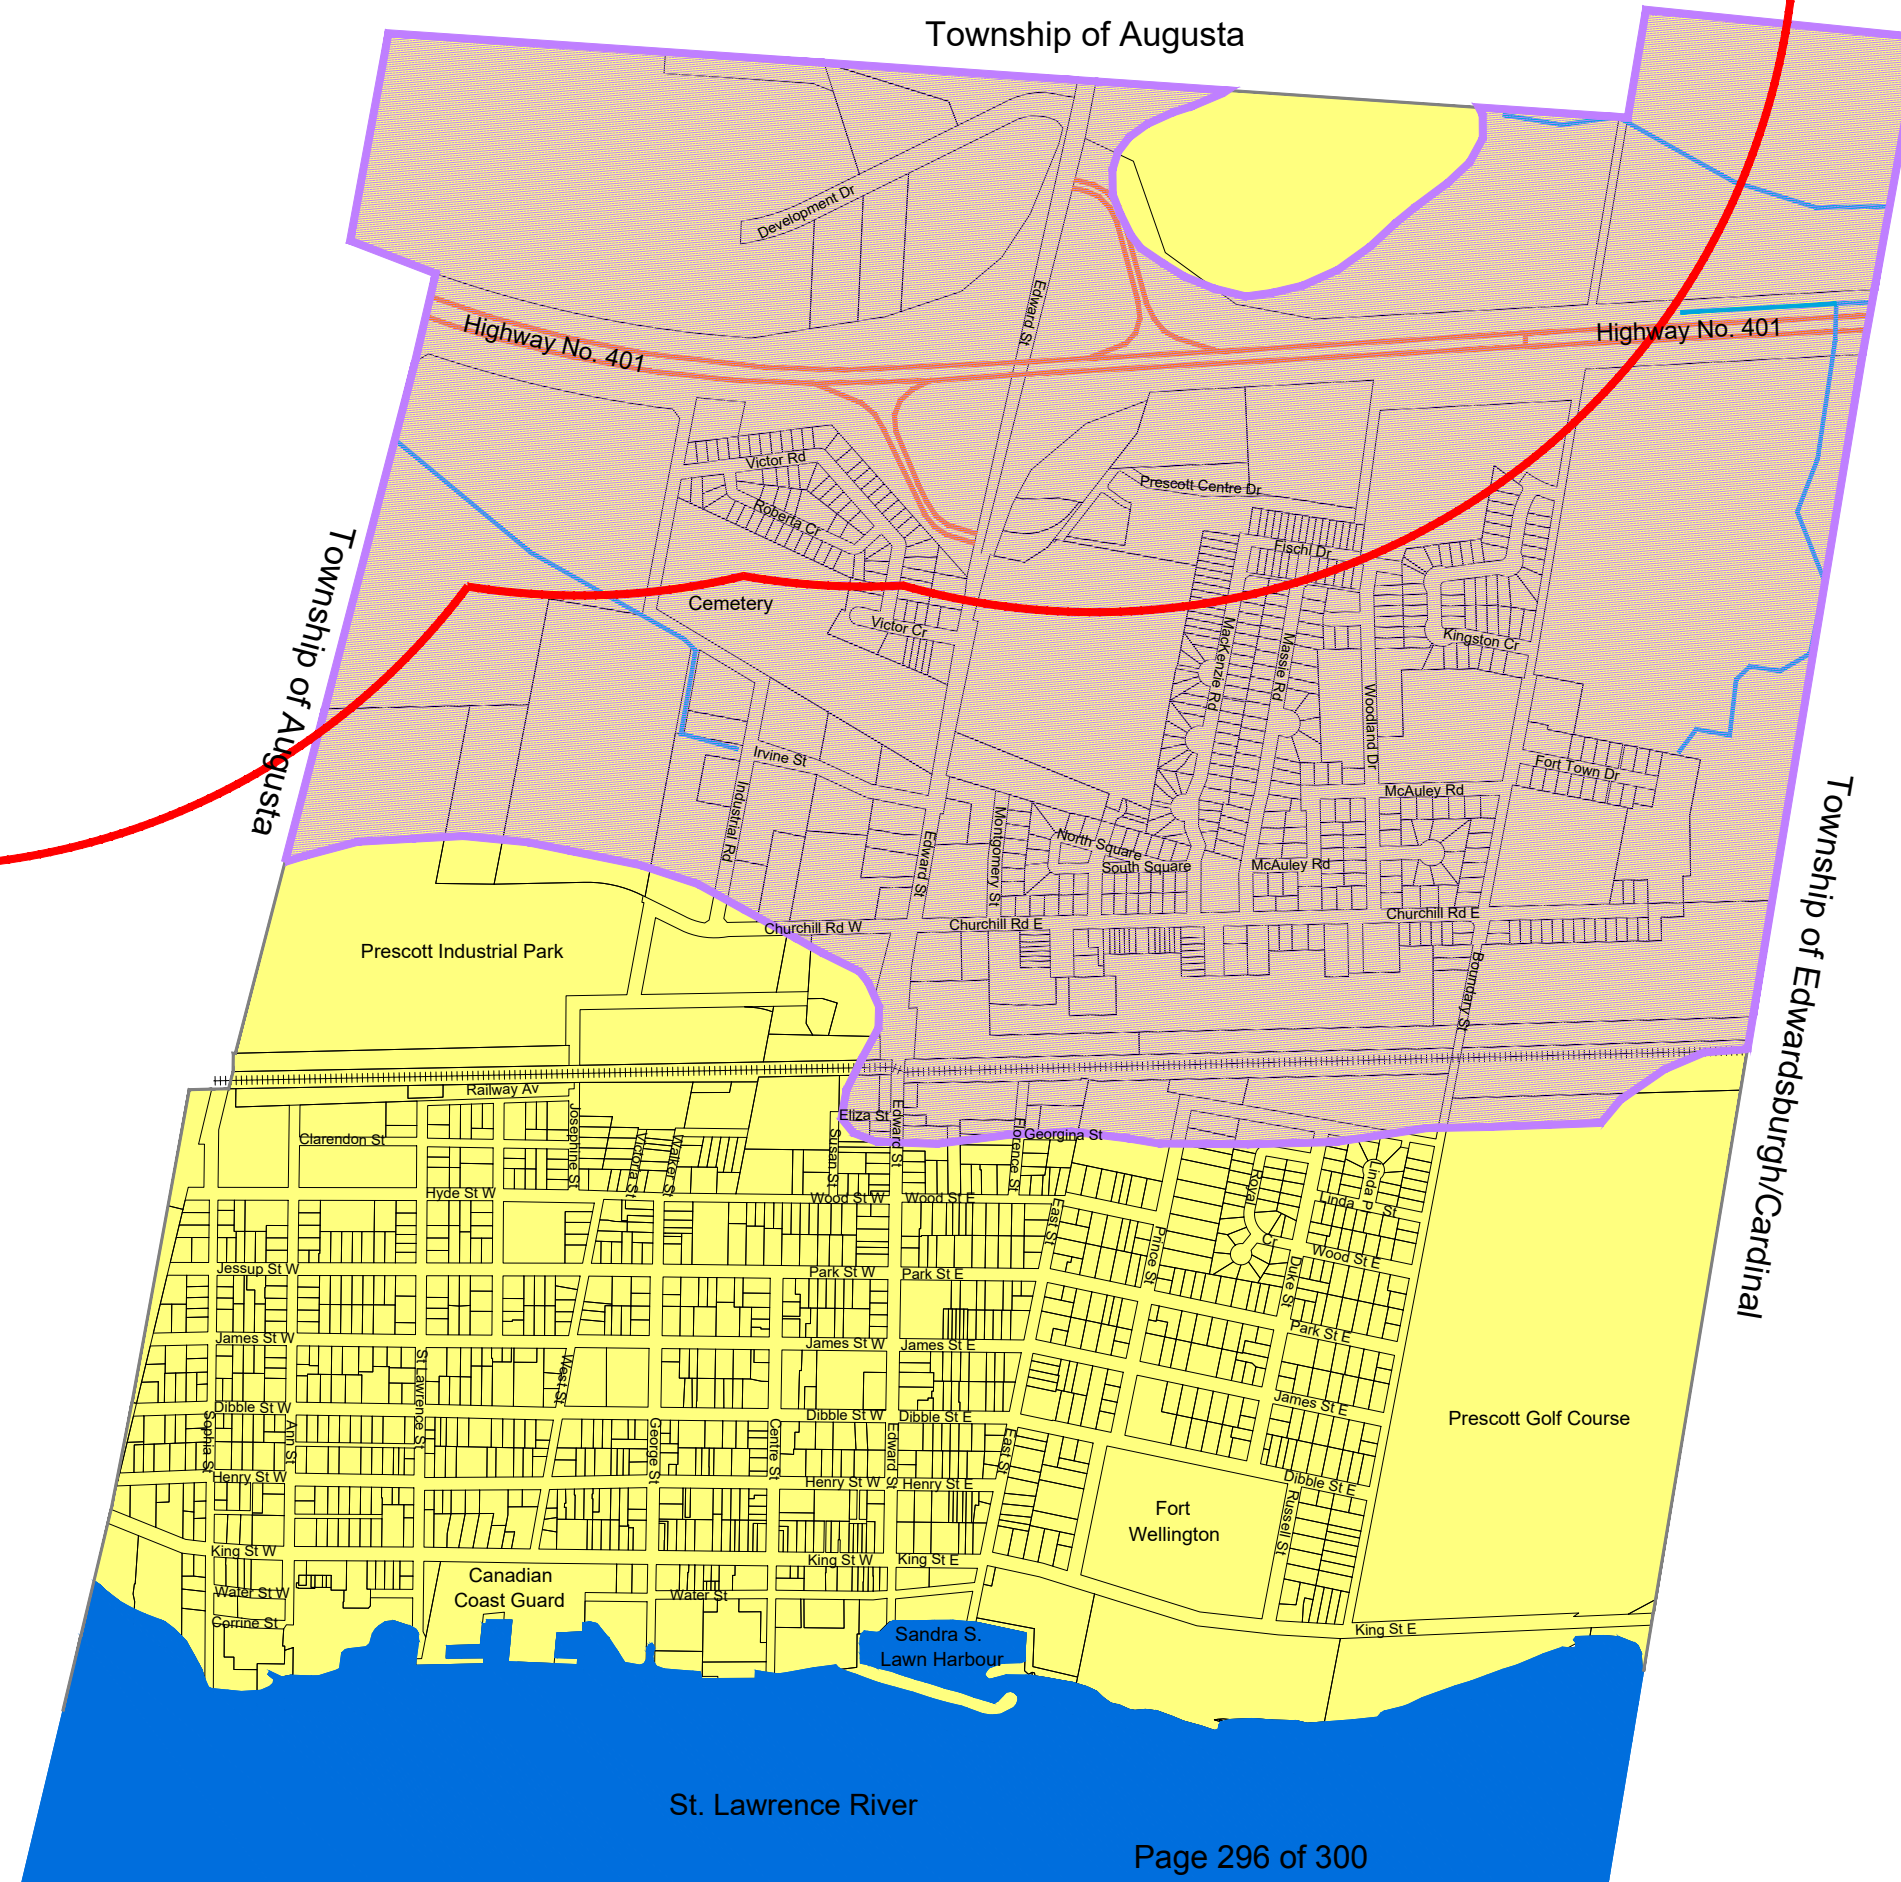 Township of Augusta
Development Dr
Edward St
Highway No. 401
Highway No. 401
Victor Rd
Prescott Centre Dr
Roberta Cr
Fischl Dr
Township of Augusta
Cemetery
Victor Cr
MacKenzie Rd
Massie Rd
Kingston Cr
Woodland Dr
Irvine St
Fort Town Dr
Industrial Rd
McAuley Rd
Edward St
Montgomery St
North Square
South Square
McAuley Rd
Township of Edwardsburgh/Cardinal
Churchill Rd W
Churchill Rd E
Churchill Rd E
Prescott Industrial Park
Boundary St
Railway Av
Eliza St
Edward St
Florence St
Georgina St
Clarendon St
Josephine St
Victoria St
Walker St
Susan St
Hyde St W
Wood St W
Wood St E
East St
Royal
Cr
Linda
Linda P St
Prince St
Wood St E
Jessup St W
Park St W
Park St E
Duke St
Park St E
James St W
James St W
James St E
St Lawrence St
West St
James St E
Dibble St W
Dibble St W
Dibble St E
Prescott Golf Course
Sophia St
Ann St
George St
Centre St
Edward St
East St
Henry St W
Henry St W
Henry St E
Dibble St E
Fort
Wellington
Russell St
King St W
King St W
King St E
Canadian
Coast Guard
Water St W
Water St
Corrine St
King St E
Sandra S.
Lawn Harbour
St. Lawrence River
Page 296 of 300